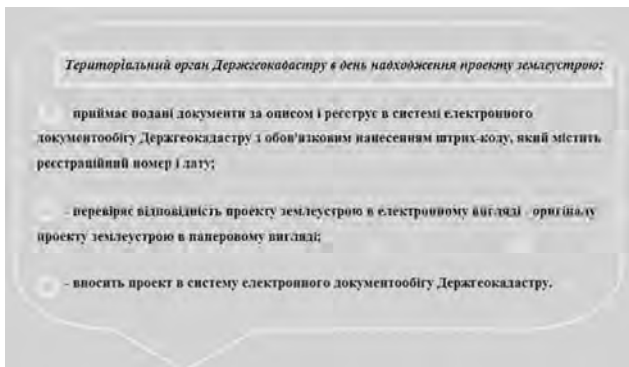 Територіальний орган Держгеокадастру в день надходження проекту землеустрою:
приймає подані документи за описом і реєструє в системі електронного
документообігу Держгеокадастру з обов'язковим нанесенням штрих-коду, який містить
реєстраційний номер і дату;
- перевіряє відповідність проекту землеустрою в електронному вигляді - оригіналу
проекту землеустрою в паперовому вигляді;
- вносить проект в систему електронного документообігу Держгеокадастру.